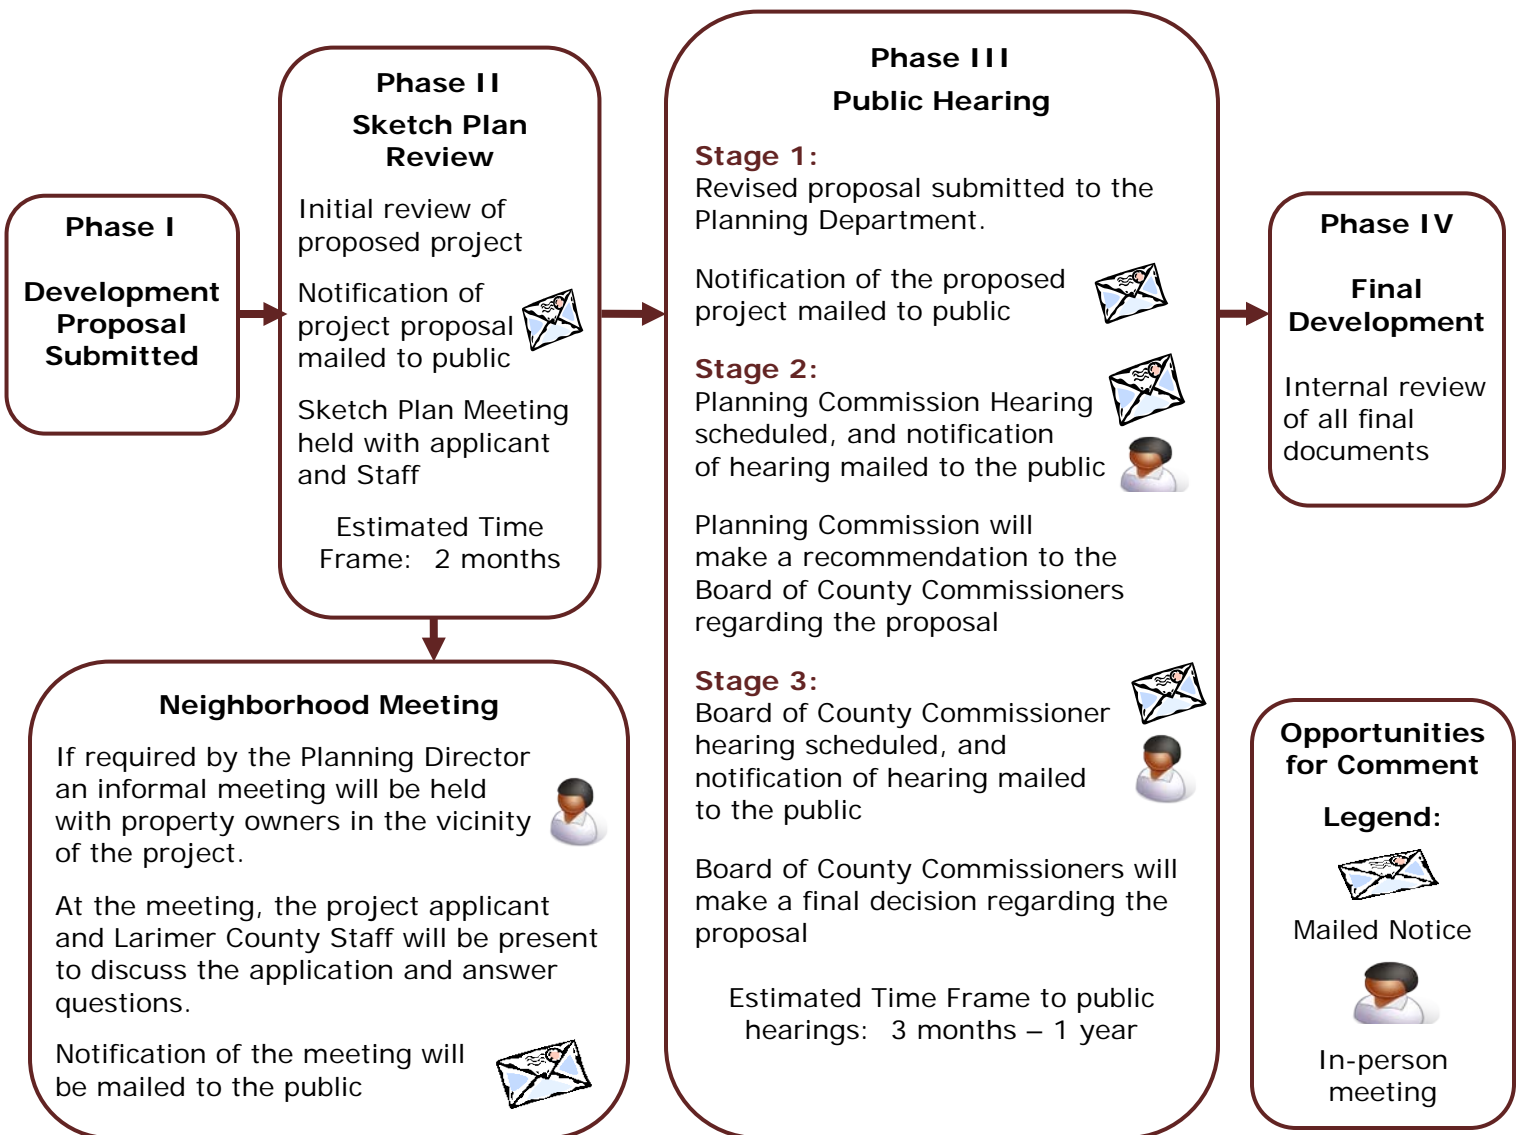 Phase I
Development
Proposal
Submitted
Phase II
Sketch Plan
Review
Initial review of
proposed project
Notification of
project proposal
mailed to public
Sketch Plan Meeting
held with applicant
and Staff
Estimated Time
Frame: 2 months
Neighborhood Meeting
If required by the Planning Director
an informal meeting will be held
with property owners in the vicinity
of the project.
At the meeting, the project applicant
and Larimer County Staff will be present
to discuss the application and answer
questions.
Notification of the meeting will
be mailed to the public
Phase III
Public Hearing
Stage 1:
Revised proposal submitted to the
Planning Department.
Notification of the proposed
project mailed to public
Stage 2:
Planning Commission Hearing
scheduled, and notification
of hearing mailed to the public
Planning Commission will
make a recommendation to the
Board of County Commissioners
regarding the proposal
Stage 3:
Board of County Commissioner
hearing scheduled, and
notification of hearing mailed
to the public
Board of County Commissioners will
make a final decision regarding the
proposal
Estimated Time Frame to public
hearings: 3 months – 1 year
Phase IV
Final
Development
Internal review
of all final
documents
Opportunities
for Comment
Legend:
Mailed Notice
In-person
meeting